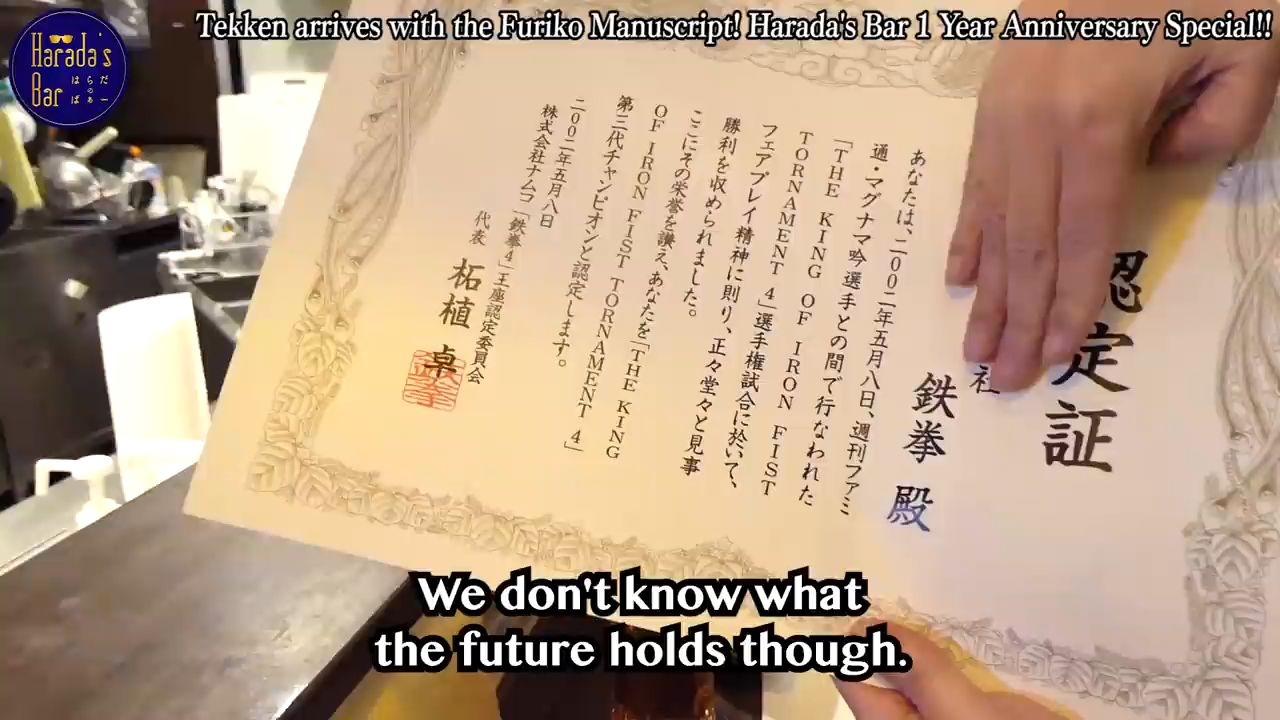 Tekken arrives with the Furiko Manuscript! Harada's Bar 1 Year Anniversary Special!!
Harada's
Bar
はらだ
の
ばぁー
認定証
社
鉄拳 殿
あなたは、二〇〇二年五月八日、週刊ファミ
通・マグナマ吟 選手との間で行なわれた
「THE KING OF IRON FIST
TORNAMENT 4」選手権試合に於いて、
フェアプレイ精神に則り、正々堂々と見事
勝利を収められました。
ここにその栄誉を讃え、あなたを「THE KING
OF IRON FIST TORNAMENT 4」
第三代チャンピオンと認定します。
二〇〇二年五月八日
株式会社ナムコ「鉄拳4」王座認定委員会
代表 柘植 卓
We don't know what
the future holds though.